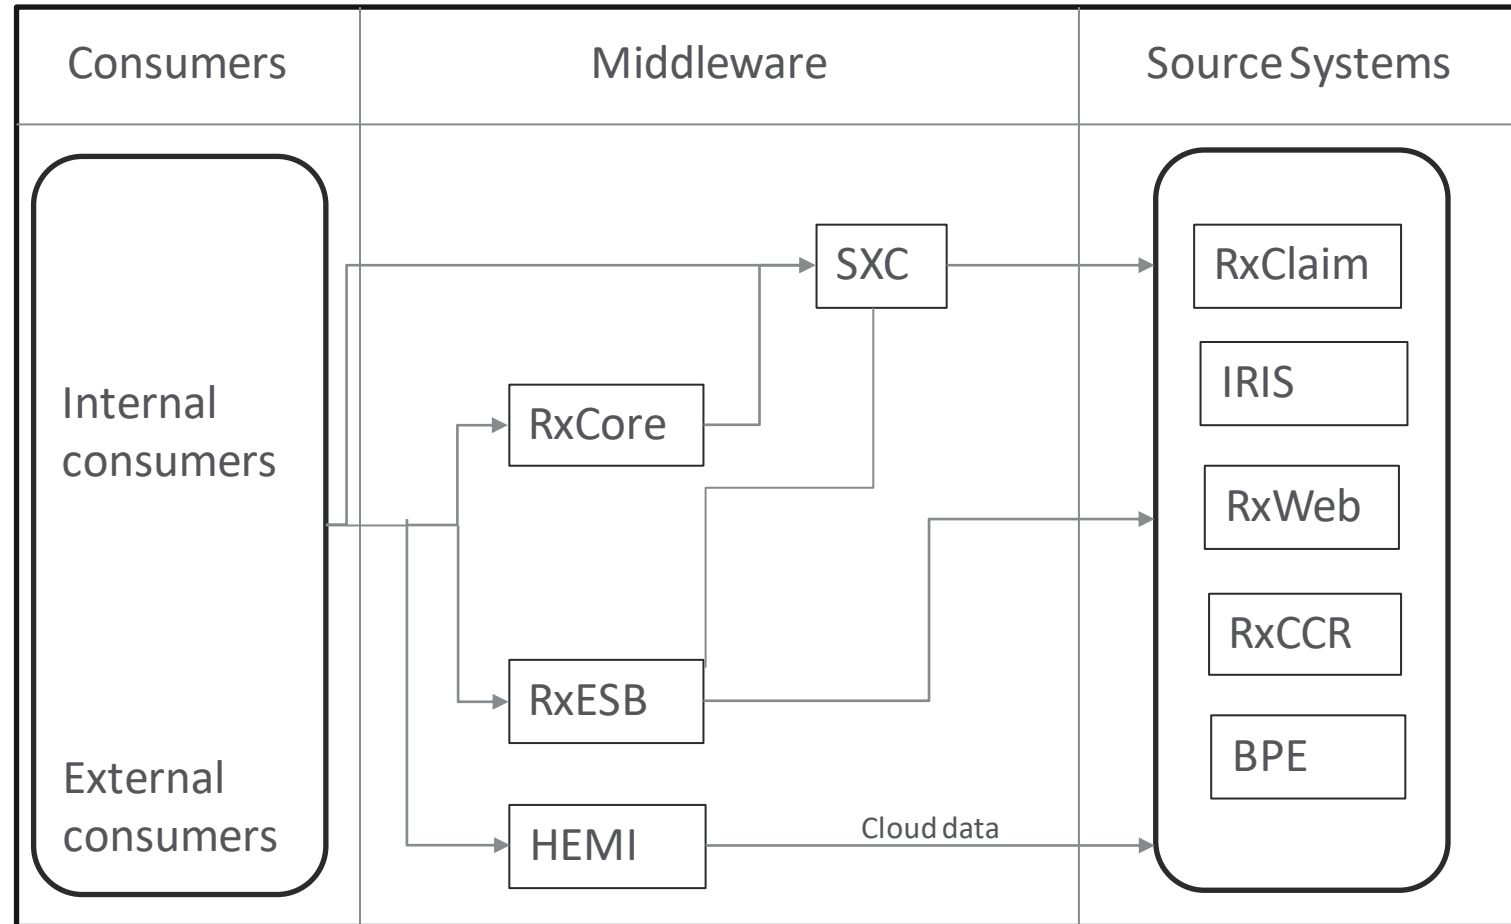 Consumers
Middleware
Source Systems
Internal
consumers
External
consumers
SXC
RxCore
RxESB
HEMI
Cloud data
RxClaim
IRIS
RxWeb
RxCCR
BPE